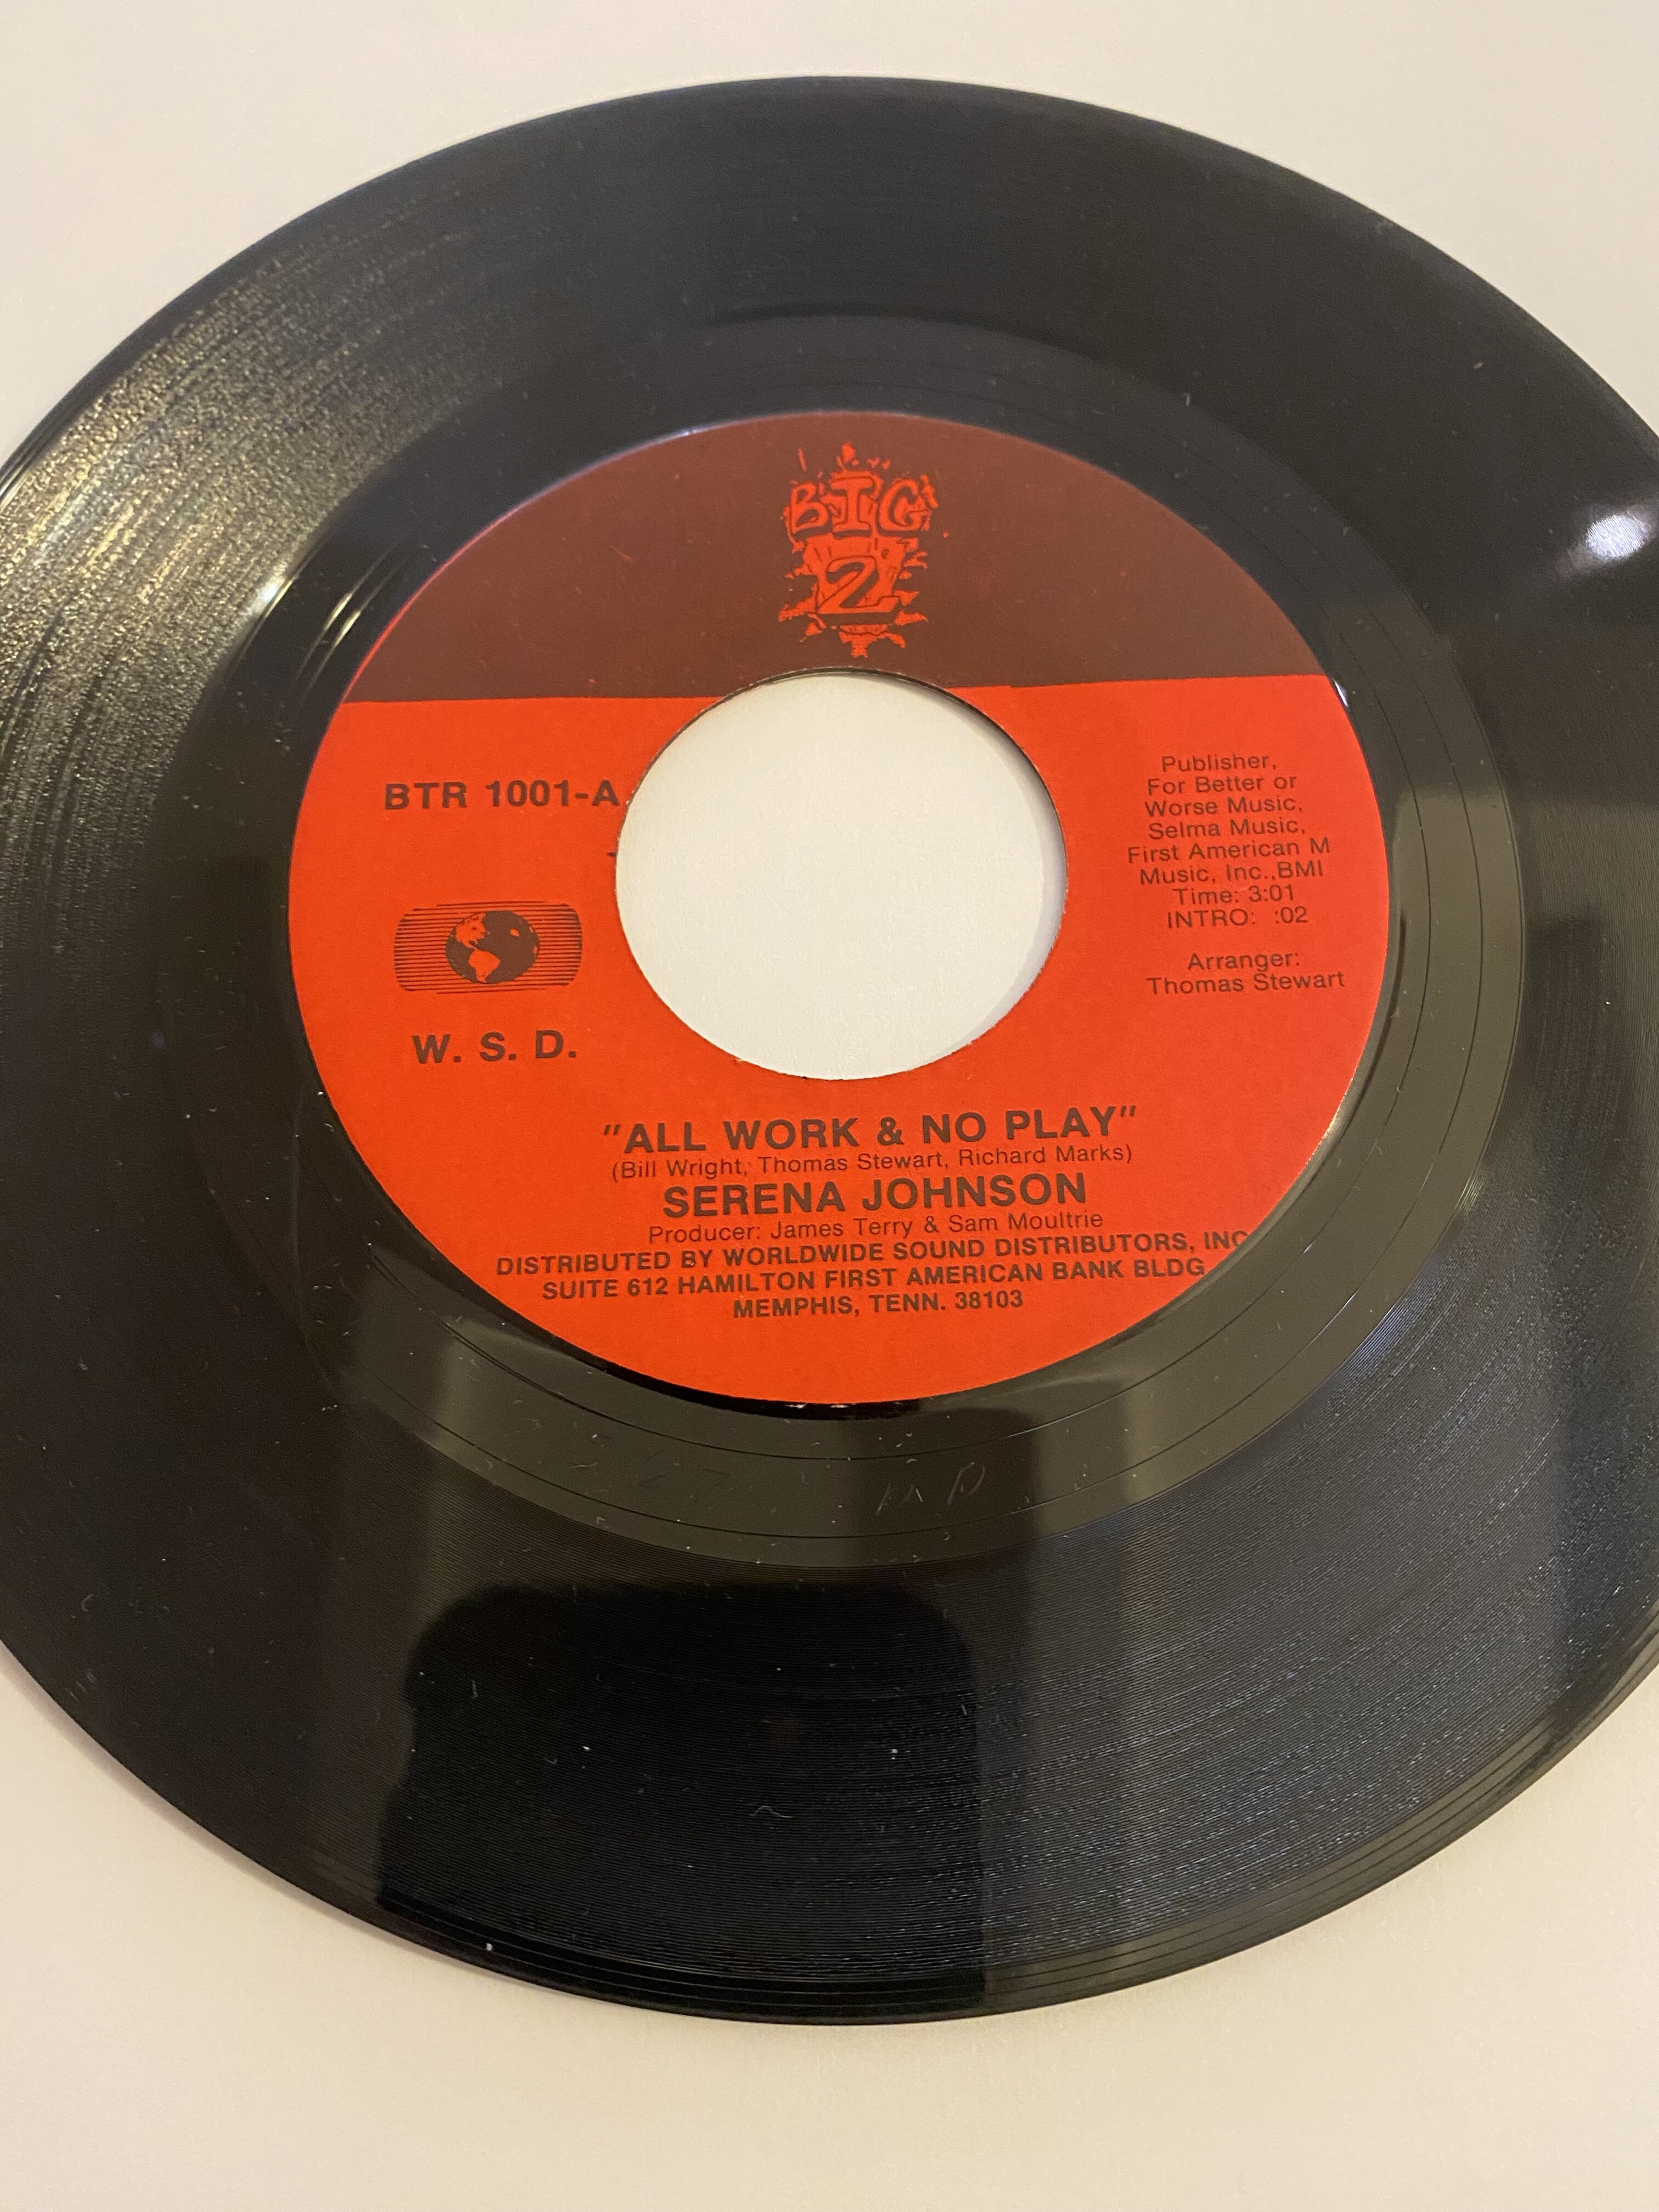 BIG
2
BTR 1001-A
W. S. D.
Publisher,
For Better or
Worse Music,
Selma Music,
First American M
Music, Inc.,BMI
Time: 3:01
INTRO: :02
Arranger:
Thomas Stewart
"ALL WORK & NO PLAY"
(Bill Wright, Thomas Stewart, Richard Marks)
SERENA JOHNSON
Producer: James Terry & Sam Moultrie
DISTRIBUTED BY WORLDWIDE SOUND DISTRIBUTORS, INC
SUITE 612 HAMILTON FIRST AMERICAN BANK BLDG
MEMPHIS, TENN. 38103